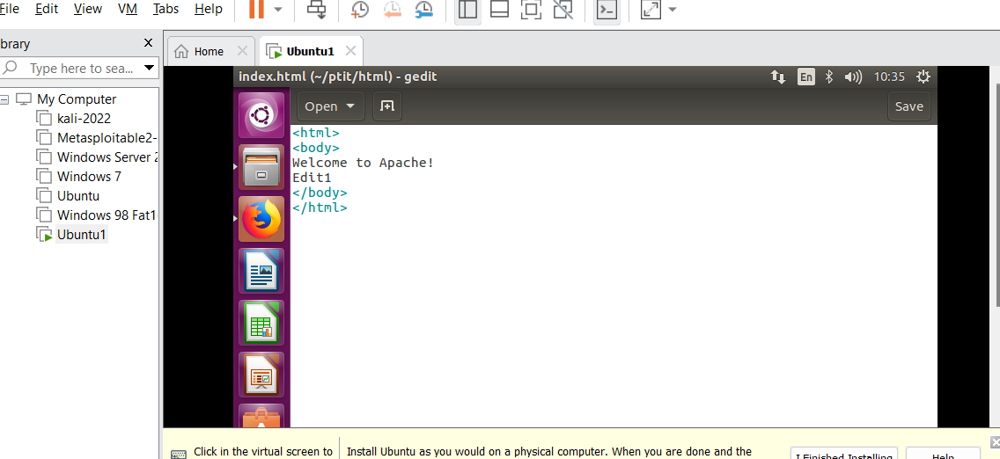 File Edit View VM Tabs Help
brary X
Type here to sea...
Home
Ubuntu1
My Computer
kali-2022
Metasploitable2-
Windows Server 2
Windows 7
Ubuntu
Windows 98 Fat1
Ubuntu1
index.html (~/ptit/html) - gedit En 10:35
Open Save
<html>
<body>
Welcome to Apache!
Edit1
</body>
</html>
Click in the virtual screen to
Install Ubuntu as you would on a physical computer. When you are done and the
I Finished Installing
Help